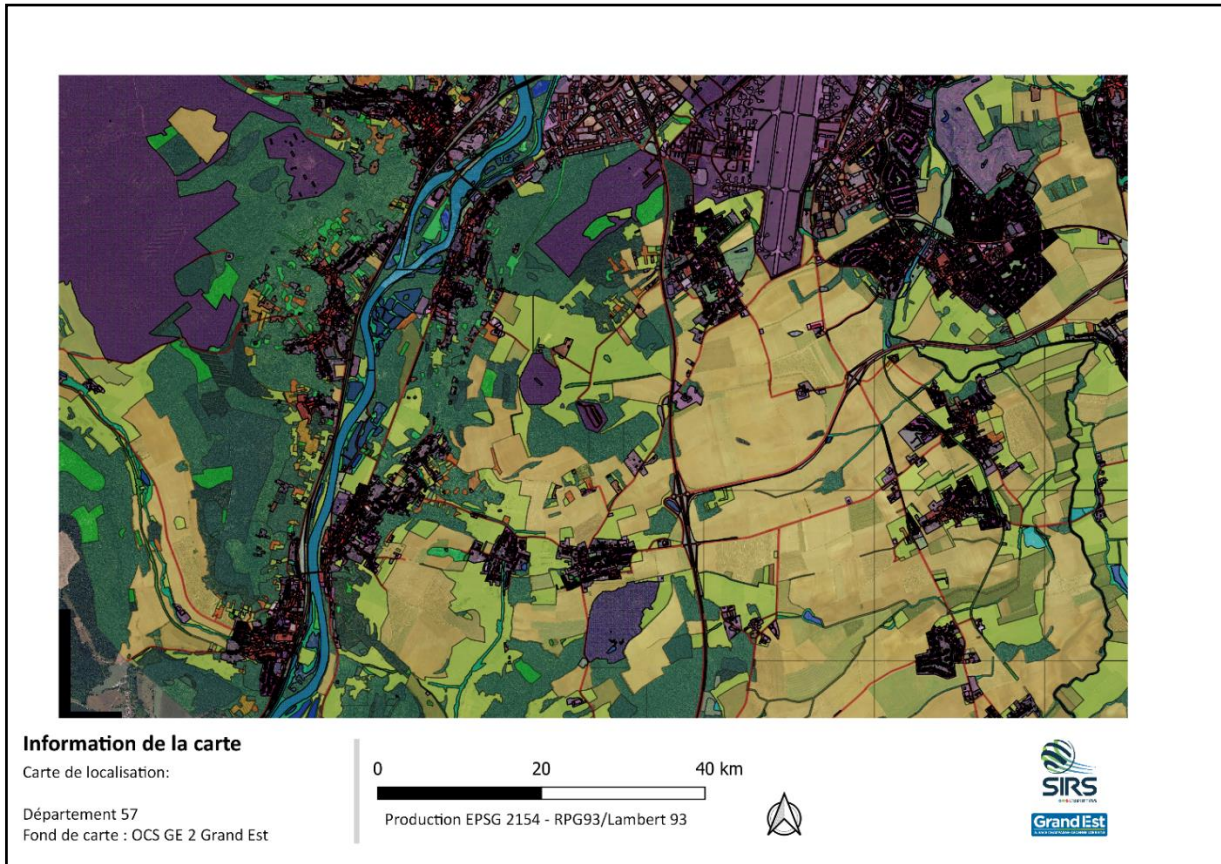 Information de la carte
Carte de localisation:
Département 57
Fond de carte : OCS GE 2 Grand Est
0 20 40 km
Production EPSG 2154 - RPG93/Lambert 93
SIRS
Grand Est